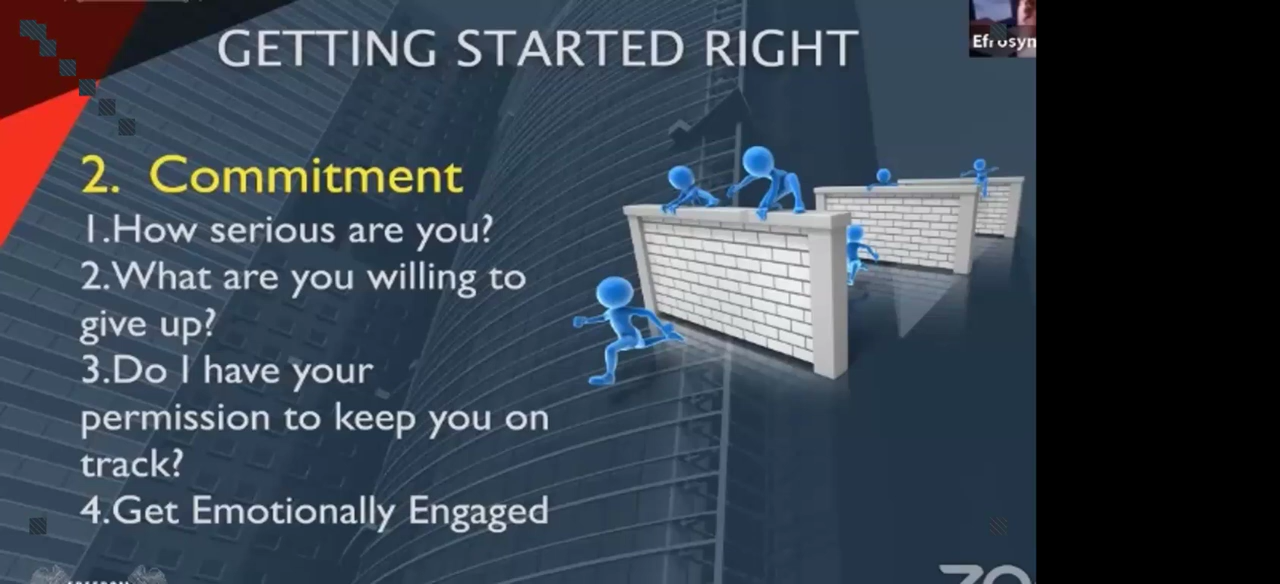 GETTING STARTED RIGHT
Efrosyn
2. Commitment
1.How serious are you?
2.What are you willing to
give up?
3.Do I have your
permission to keep you on
track?
4.Get Emotionally Engaged